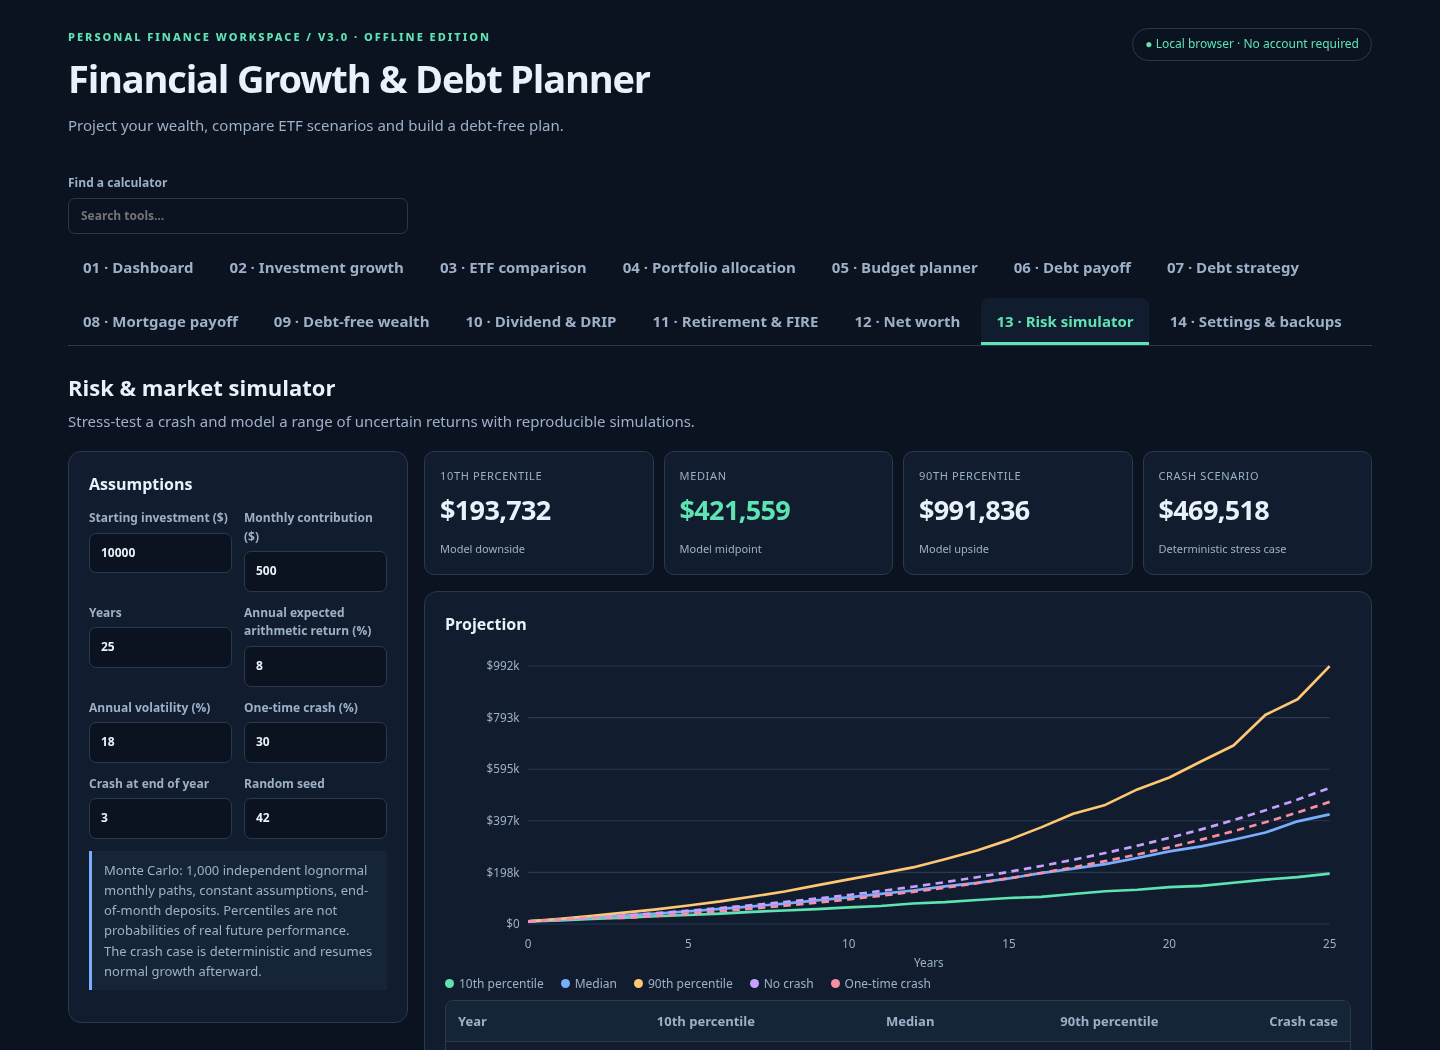 PERSONAL FINANCE WORKSPACE / V3.0 · OFFLINE EDITION
● Local browser · No account required
Financial Growth & Debt Planner
Project your wealth, compare ETF scenarios and build a debt-free plan.
Find a calculator
Search tools...
01 · Dashboard 02 · Investment growth 03 · ETF comparison 04 · Portfolio allocation 05 · Budget planner 06 · Debt payoff 07 · Debt strategy
08 · Mortgage payoff 09 · Debt-free wealth 10 · Dividend & DRIP 11 · Retirement & FIRE 12 · Net worth 13 · Risk simulator 14 · Settings & backups
Risk & market simulator
Stress-test a crash and model a range of uncertain returns with reproducible simulations.
Assumptions
Starting investment ($)
10000
Monthly contribution
($)
500
Years
25
Annual expected
arithmetic return (%)
8
Annual volatility (%)
18
One-time crash (%)
30
Crash at end of year
3
Random seed
42
Monte Carlo: 1,000 independent lognormal
monthly paths, constant assumptions, end-
of-month deposits. Percentiles are not
probabilities of real future performance.
The crash case is deterministic and resumes
normal growth afterward.
10TH PERCENTILE
$193,732
Model downside
MEDIAN
$421,559
Model midpoint
90TH PERCENTILE
$991,836
Model upside
CRASH SCENARIO
$469,518
Deterministic stress case
Projection
$992k
$793k
$595k
$397k
$198k
$0
0 5 10 15 20 25
Years
10th percentile Median 90th percentile No crash One-time crash
Year 10th percentile Median 90th percentile Crash case